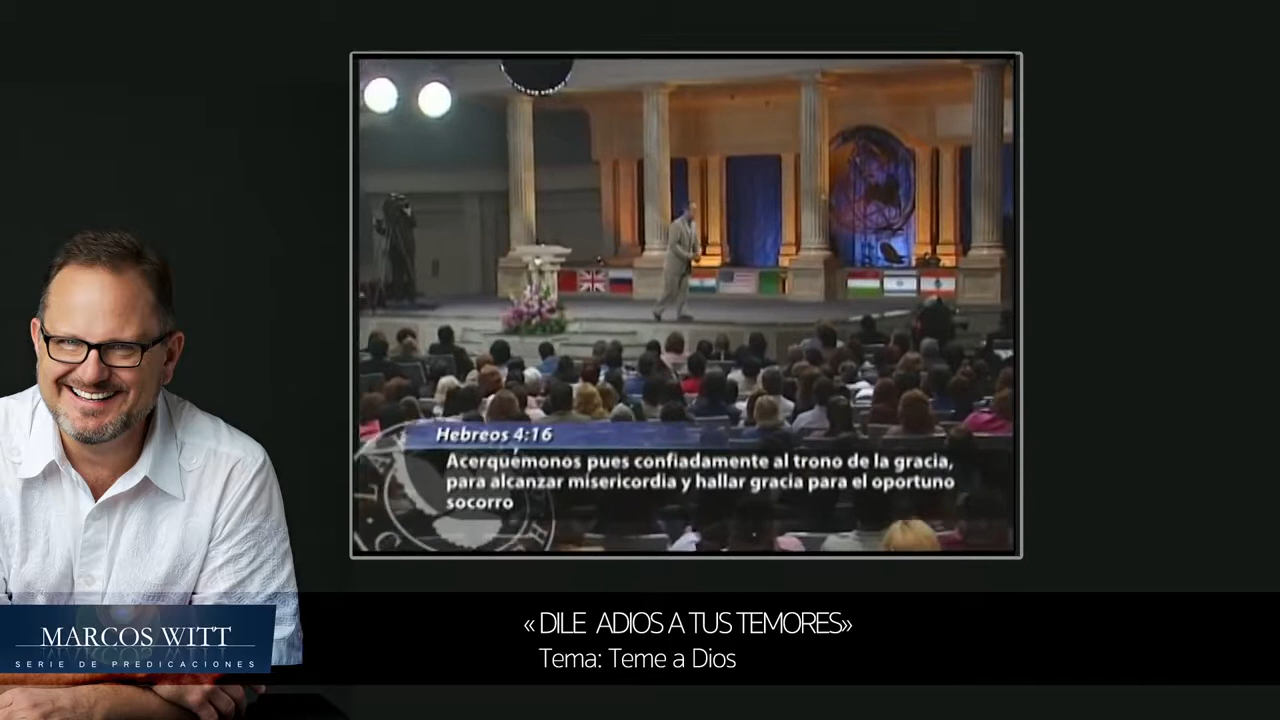 Hebreos 4:16
Acerquémonos pues confiadamente al trono de la gracia,
para alcanzar misericordia y hallar gracia para el oportuno
socorro
« DILE ADIOS A TUS TEMORES»
Tema: Teme a Dios
MARCOS WITT
SERIE DE PREDICACIONES